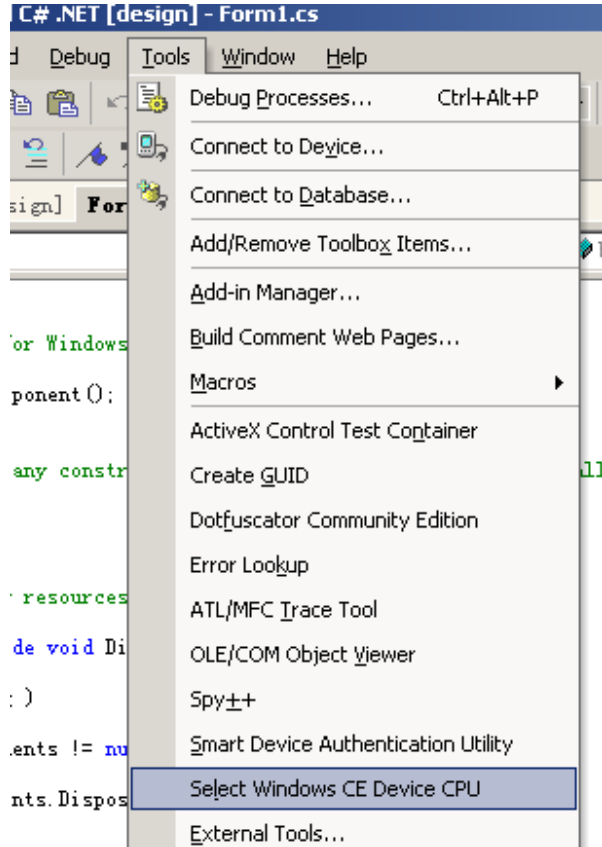 C# .NET [design] - Form1.cs
Debug Tools Window Help
Debug Processes... Ctrl+Alt+P
Connect to Device...
sign] For
Connect to Database...
Add/Remove Toolbox Items...
Add-in Manager...
or Windows
Build Comment Web Pages...
ponent();
Macros
ActiveX Control Test Container
any constr
Create GUID
Dotfuscator Community Edition
Error Lookup
resources
ATL/MFC Trace Tool
de void Di
OLE/COM Object Viewer
: )
Spy++
ents != nu
Smart Device Authentication Utility
Select Windows CE Device CPU
nts.Dispos
External Tools...